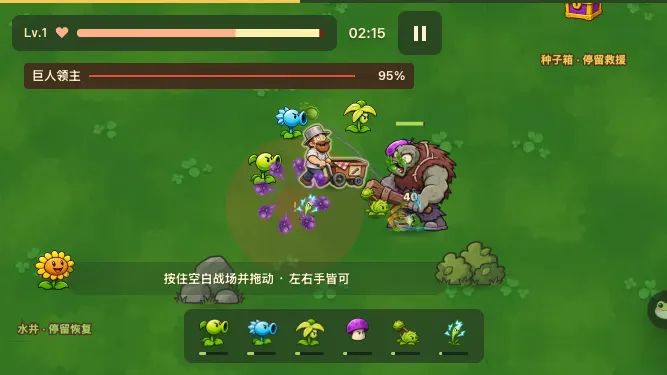 Lv.1
02:15
巨人领主
95%
种子箱 · 停留救援
40
按住空白战场并拖动 · 左右手皆可
水井 · 停留恢复